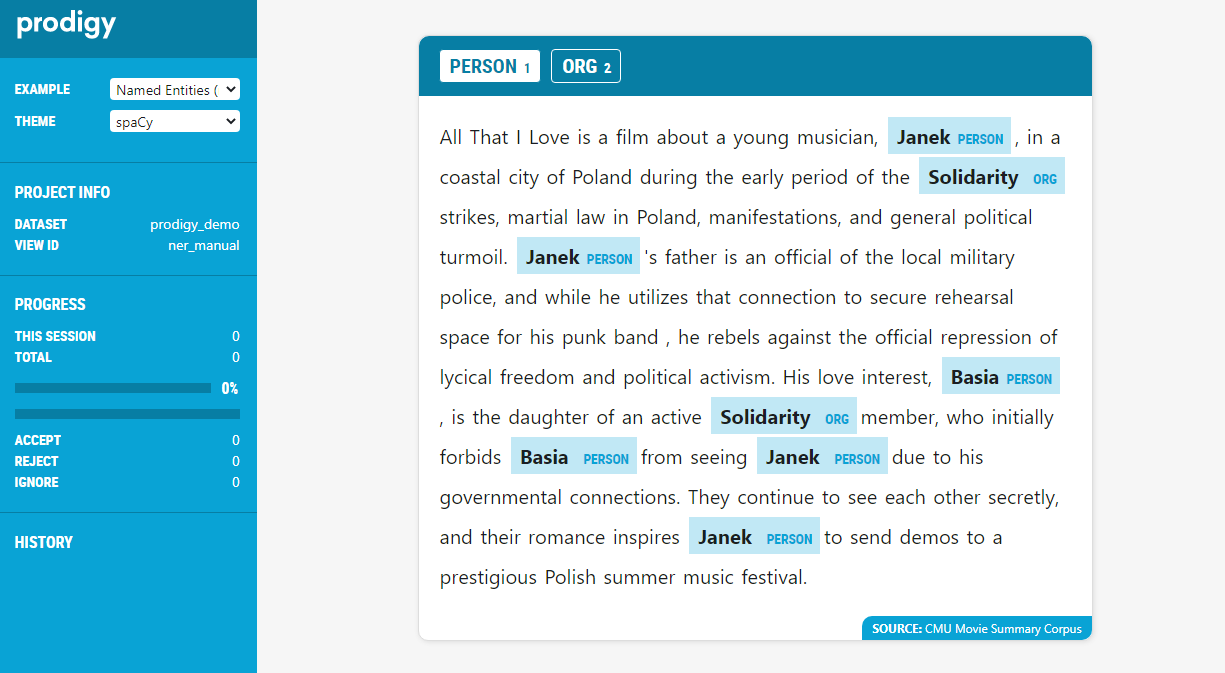 prodigy
EXAMPLE Named Entities (
THEME spaCy
PROJECT INFO
DATASET prodigy_demo
VIEW ID ner_manual
PROGRESS
THIS SESSION 0
TOTAL 0
0%
ACCEPT 0
REJECT 0
IGNORE 0
HISTORY
PERSON 1 ORG 2
All That I Love is a film about a young musician, Janek PERSON , in a
coastal city of Poland during the early period of the Solidarity ORG
strikes, martial law in Poland, manifestations, and general political
turmoil. Janek PERSON 's father is an official of the local military
police, and while he utilizes that connection to secure rehearsal
space for his punk band , he rebels against the official repression of
lycical freedom and political activism. His love interest, Basia PERSON
, is the daughter of an active Solidarity ORG member, who initially
forbids Basia PERSON from seeing Janek PERSON due to his
governmental connections. They continue to see each other secretly,
and their romance inspires Janek PERSON to send demos to a
prestigious Polish summer music festival.
SOURCE: CMU Movie Summary Corpus